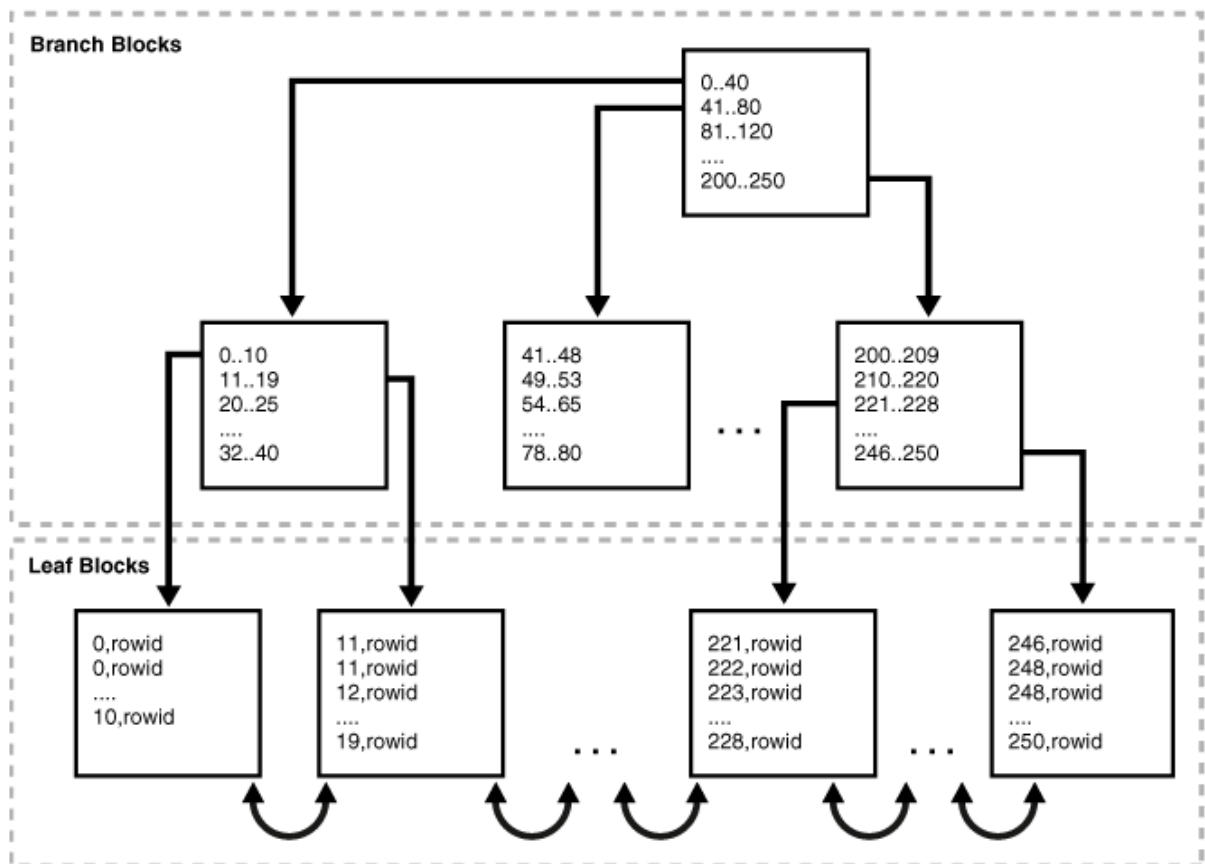 Branch Blocks
0..40
41..80
81..120
....
200..250
0..10
11..19
20..25
....
32..40
41..48
49..53
54..65
....
78..80
...
200..209
210..220
221..228
....
246..250
Leaf Blocks
0,rowid
0,rowid
....
10,rowid
11,rowid
11,rowid
12,rowid
....
19,rowid
...
221,rowid
222,rowid
223,rowid
....
228,rowid
...
246,rowid
248,rowid
248,rowid
....
250,rowid